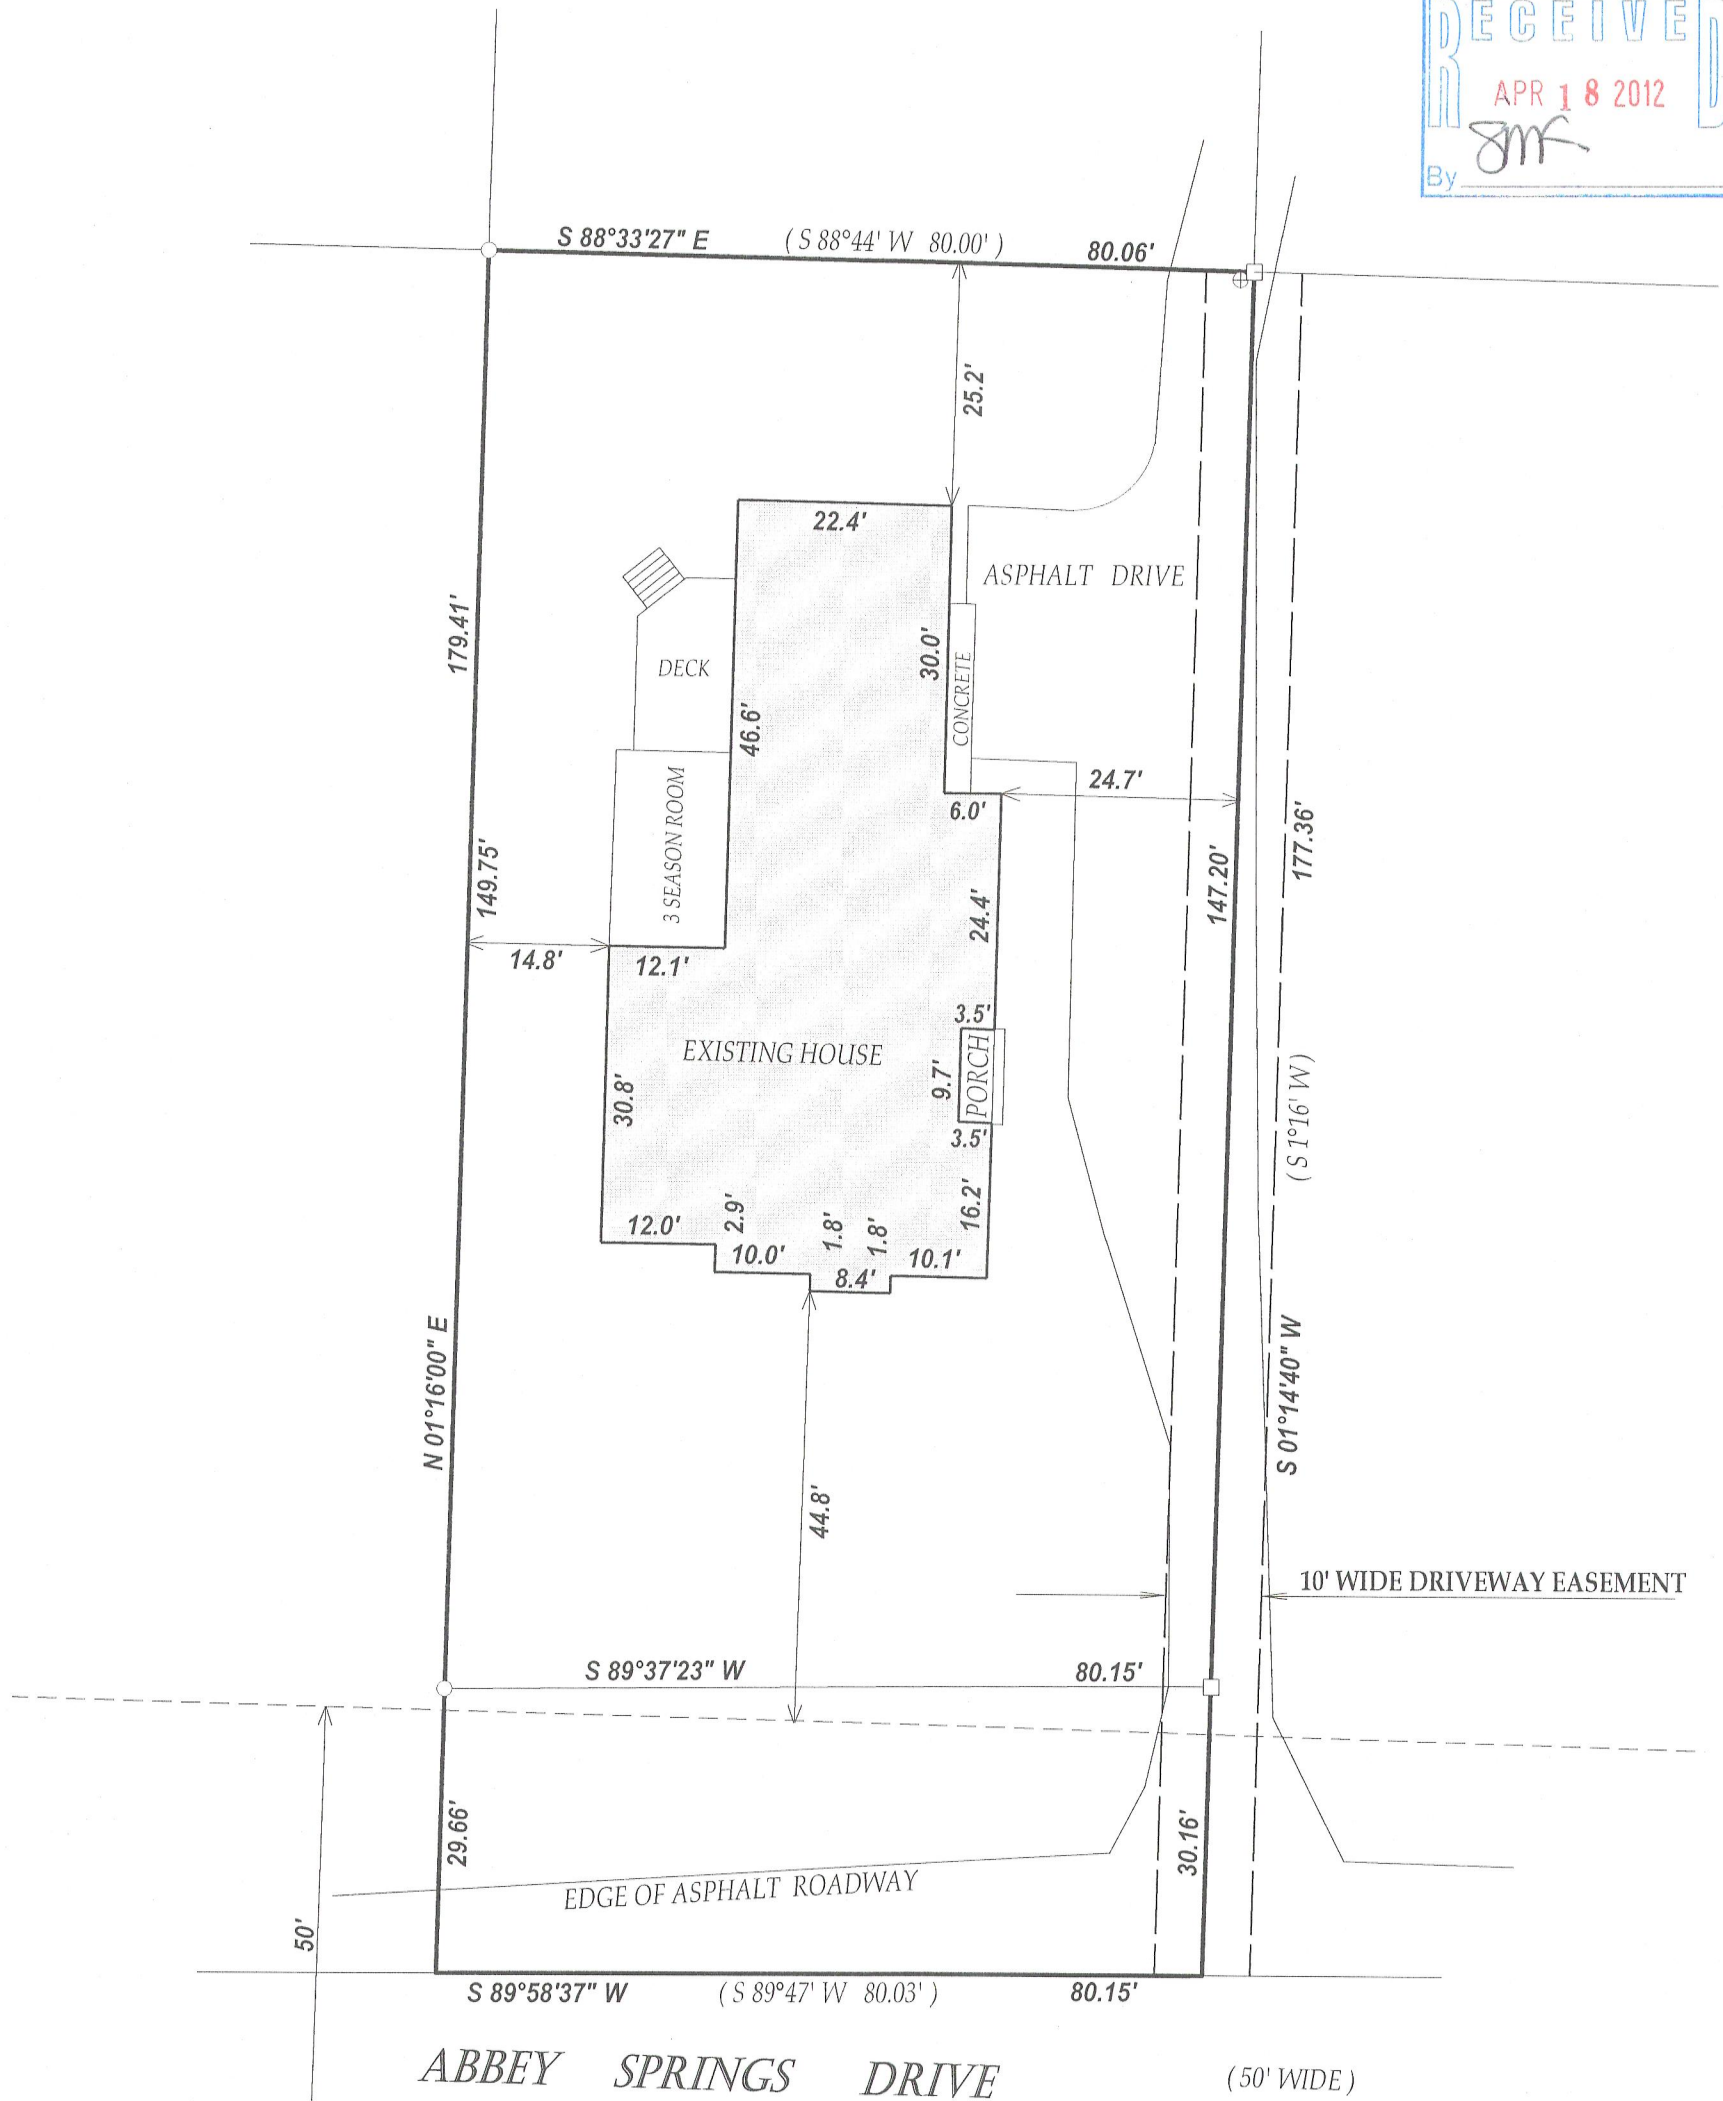 RECEIVED
APR 18 2012
By
S 88°33'27" E ( S 88°44' W 80.00' ) 80.06'
25.2'
22.4'
ASPHALT DRIVE
179.41'
30.0'
DECK
CONCRETE
46.6'
24.7'
6.0'
3 SEASON ROOM
177.36'
149.75'
147.20'
24.4'
14.8'
12.1'
3.5'
EXISTING HOUSE
PORCH
9.7'
30.8'
( S 1°16' W )
3.5'
16.2'
2.9'
12.0'
1.8'
1.8'
10.0'
10.1'
8.4'
N 01°16'00" E
S 01°14'40" W
44.8'
10' WIDE DRIVEWAY EASEMENT
S 89°37'23" W 80.15'
29.66'
30.16'
EDGE OF ASPHALT ROADWAY
50'
S 89°58'37" W ( S 89°47' W 80.03' ) 80.15'
ABBEY SPRINGS DRIVE ( 50' WIDE )